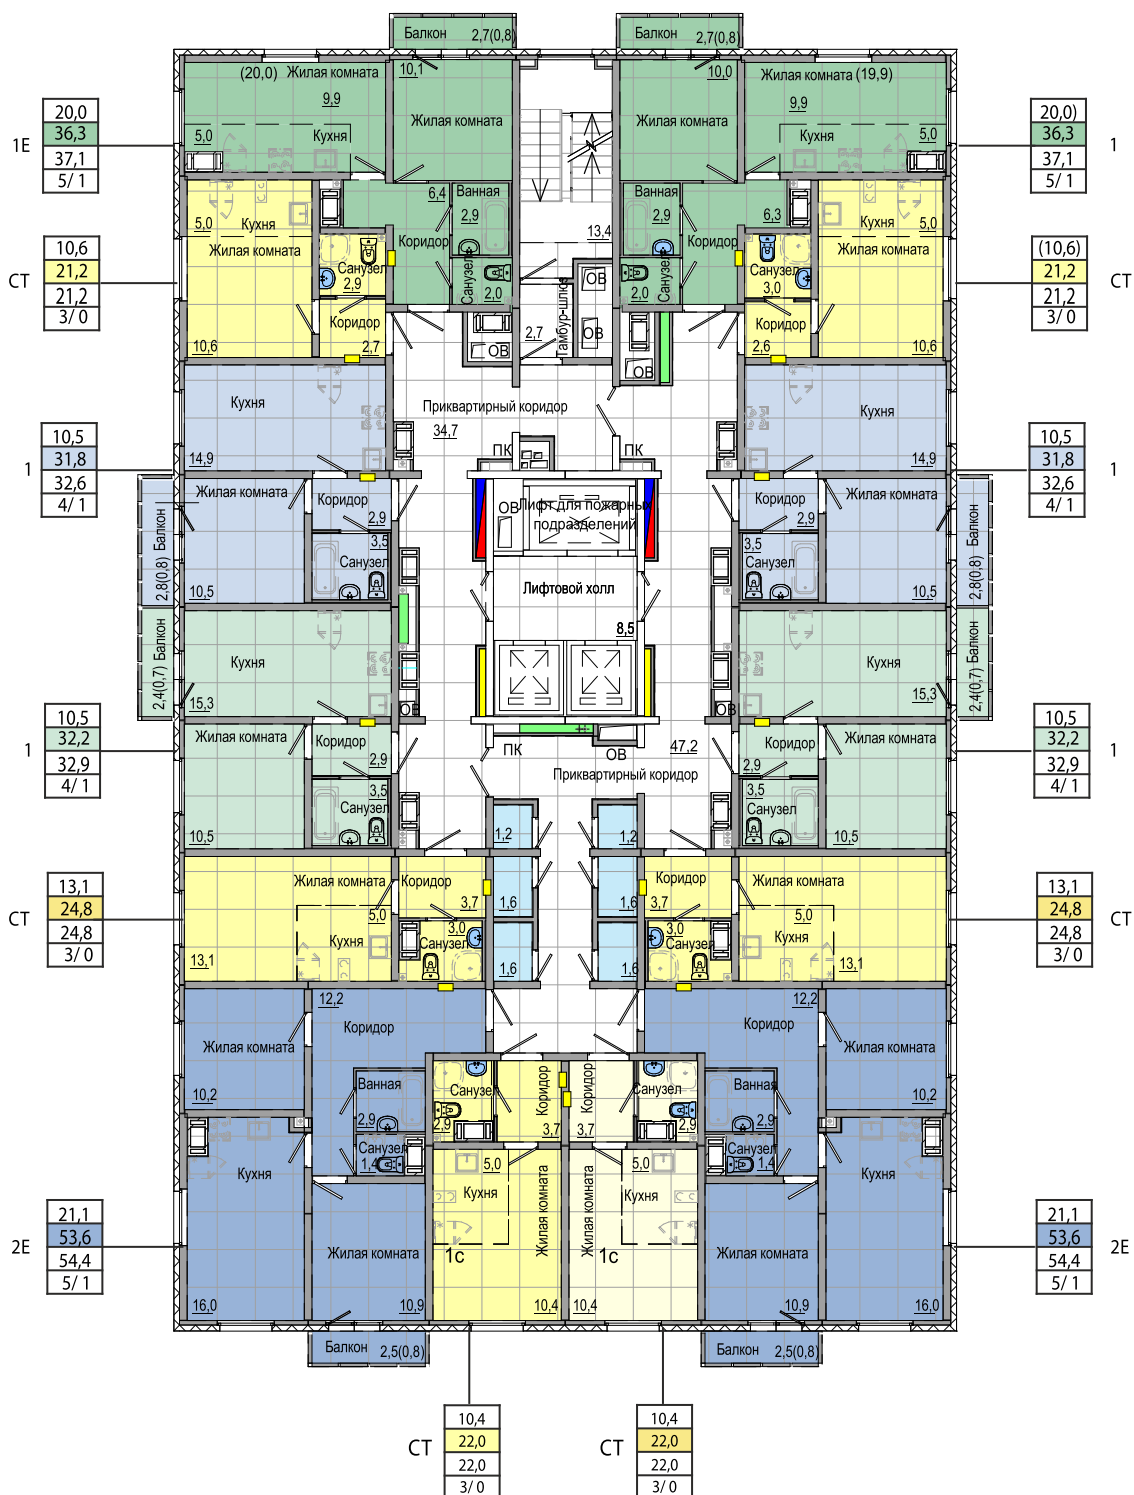 Балкон 2,7(0,8)
Балкон 2,7(0,8)
(20,0) Жилая комната
9,9
5,0
Кухня
10,1
Жилая комната
10,0
Жилая комната
Жилая комната (19,9)
9,9
Кухня
5,0
1Е
20,0
36,3
37,1
5/ 1
20,0)
36,3
37,1
5/ 1
1
6,4
Ванная
2,9
Коридор
Санузел
2,0
13,4
Ванная
2,9
6,3
Коридор
2,0
Санузел
5,0
Кухня
Жилая комната
10,6
Санузел
2,9
Коридор
2,7
Кухня
5,0
Жилая комната
10,6
Санузел
3,0
Коридор
2,6
СТ
10,6
21,2
21,2
3/ 0
(10,6)
21,2
21,2
3/ 0
СТ
Тамбур-шлюз
2,7
ОВ
ОВ
ОВ
ОВ
Приквартирный коридор
34,7
ПК
ПК
Кухня
14,9
Кухня
14,9
1
10,5
31,8
32,6
4/ 1
10,5
31,8
32,6
4/ 1
1
Жилая комната
10,5
Коридор
2,9
3,5
Санузел
2,8(0,8) Балкон
Жилая комната
10,5
Коридор
2,9
3,5
Санузел
2,8(0,8) Балкон
ОВ
Лифт для пожарных
подразделений
Лифтовой холл
8,5
Кухня
15,3
2,4(0,7) Балкон
Кухня
15,3
2,4(0,7) Балкон
ОВ
ОВ
1
10,5
32,2
32,9
4/ 1
10,5
32,2
32,9
4/ 1
1
Жилая комната
10,5
Коридор
2,9
3,5
Санузел
ПК
ОВ
47,2
Приквартирный коридор
Коридор
2,9
3,5
Санузел
Жилая комната
10,5
1,2
1,2
1,6
1,6
1,6
1,6
СТ
13,1
24,8
24,8
3/ 0
13,1
24,8
24,8
3/ 0
СТ
Жилая комната
5,0
Кухня
13,1
Коридор
3,7
3,0
Санузел
Коридор
3,7
3,0
Санузел
Жилая комната
5,0
Кухня
13,1
12,2
Коридор
Жилая комната
10,2
Ванная
2,9
Санузел
1,4
12,2
Коридор
Жилая комната
10,2
Ванная
2,9
Санузел
1,4
Санузел
2,9
Коридор
3,7
Коридор
3,7
Санузел
2,9
Кухня
16,0
Жилая комната
10,9
5,0
Кухня
Жилая комната
1с
10,4
5,0
Кухня
Жилая комната
1с
10,4
Жилая комната
10,9
Кухня
16,0
2Е
21,1
53,6
54,4
5/ 1
21,1
53,6
54,4
5/ 1
2Е
Балкон 2,5(0,8)
Балкон 2,5(0,8)
СТ
10,4
22,0
22,0
3/ 0
СТ
10,4
22,0
22,0
3/ 0